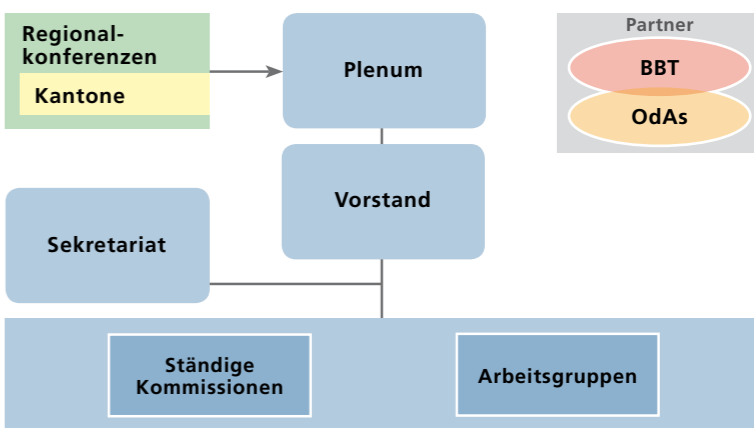 Regional-
konferenzen
Kantone
Plenum
Partner
BBT
OdAs
Vorstand
Sekretariat
Ständige
Kommissionen
Arbeitsgruppen